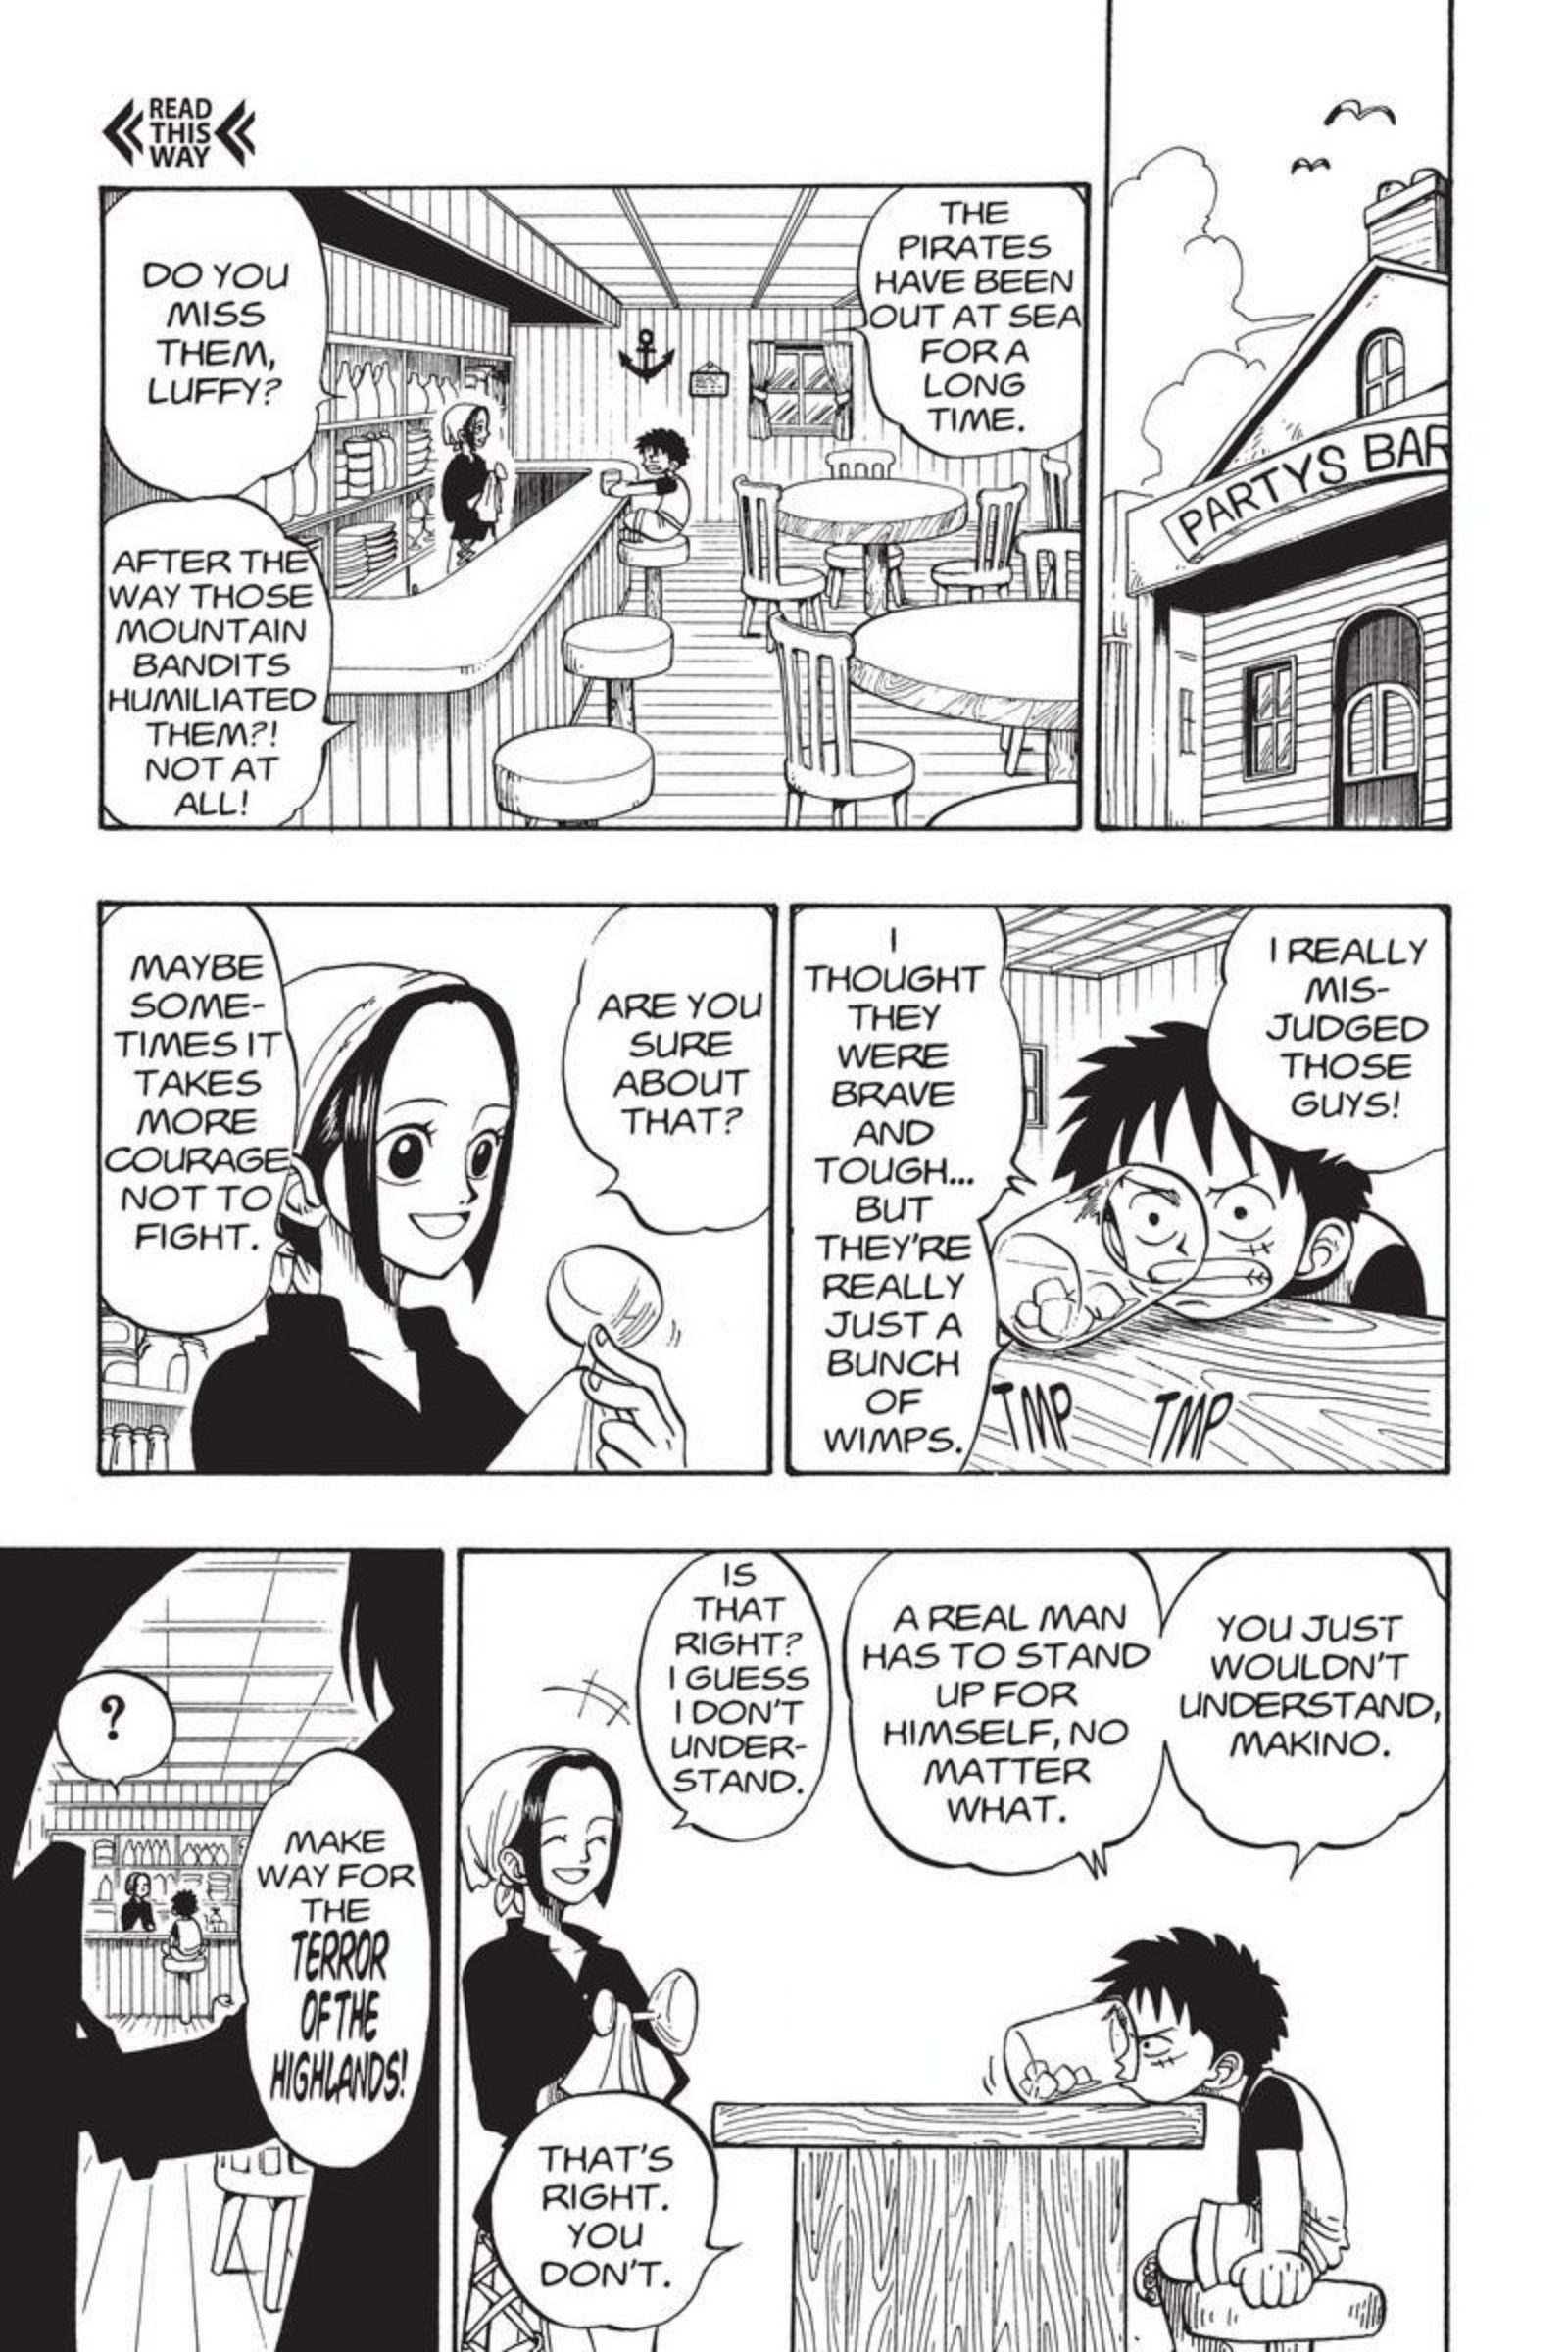 READ
THIS
WAY
PARTYS BAR
THE
PIRATES
HAVE BEEN
OUT AT SEA
FOR A
LONG
TIME.
DO YOU
MISS
THEM,
LUFFY?
AFTER THE
WAY THOSE
MOUNTAIN
BANDITS
HUMILIATED
THEM?!
NOT AT
ALL!
I REALLY
MIS-
JUDGED
THOSE
GUYS!
I
THOUGHT
THEY
WERE
BRAVE
AND
TOUGH...
BUT
THEY'RE
REALLY
JUST A
BUNCH
OF
WIMPS.
TMP
TMP
ARE YOU
SURE
ABOUT
THAT?
MAYBE
SOME-
TIMES IT
TAKES
MORE
COURAGE
NOT TO
FIGHT.
YOU JUST
WOULDN'T
UNDERSTAND,
MAKINO.
A REAL MAN
HAS TO STAND
UP FOR
HIMSELF, NO
MATTER
WHAT.
IS
THAT
RIGHT?
I GUESS
I DON'T
UNDER-
STAND.
THAT'S
RIGHT.
YOU
DON'T.
?
MAKE
WAY FOR
THE
TERROR
OF THE
HIGHLANDS!